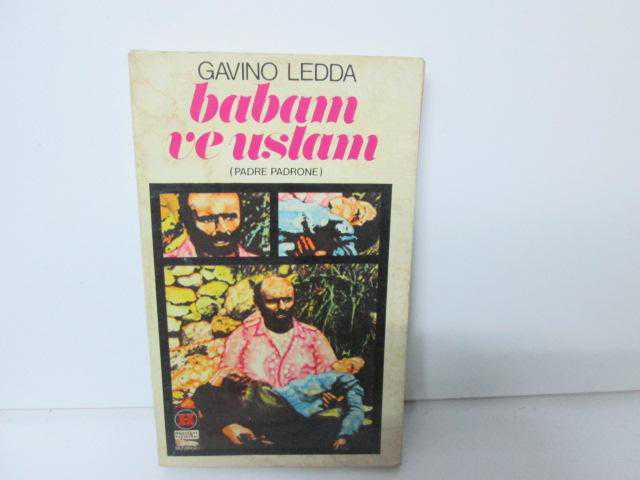 GAVINO LEDDA
babam
ve ustam
(PADRE PADRONE)
H